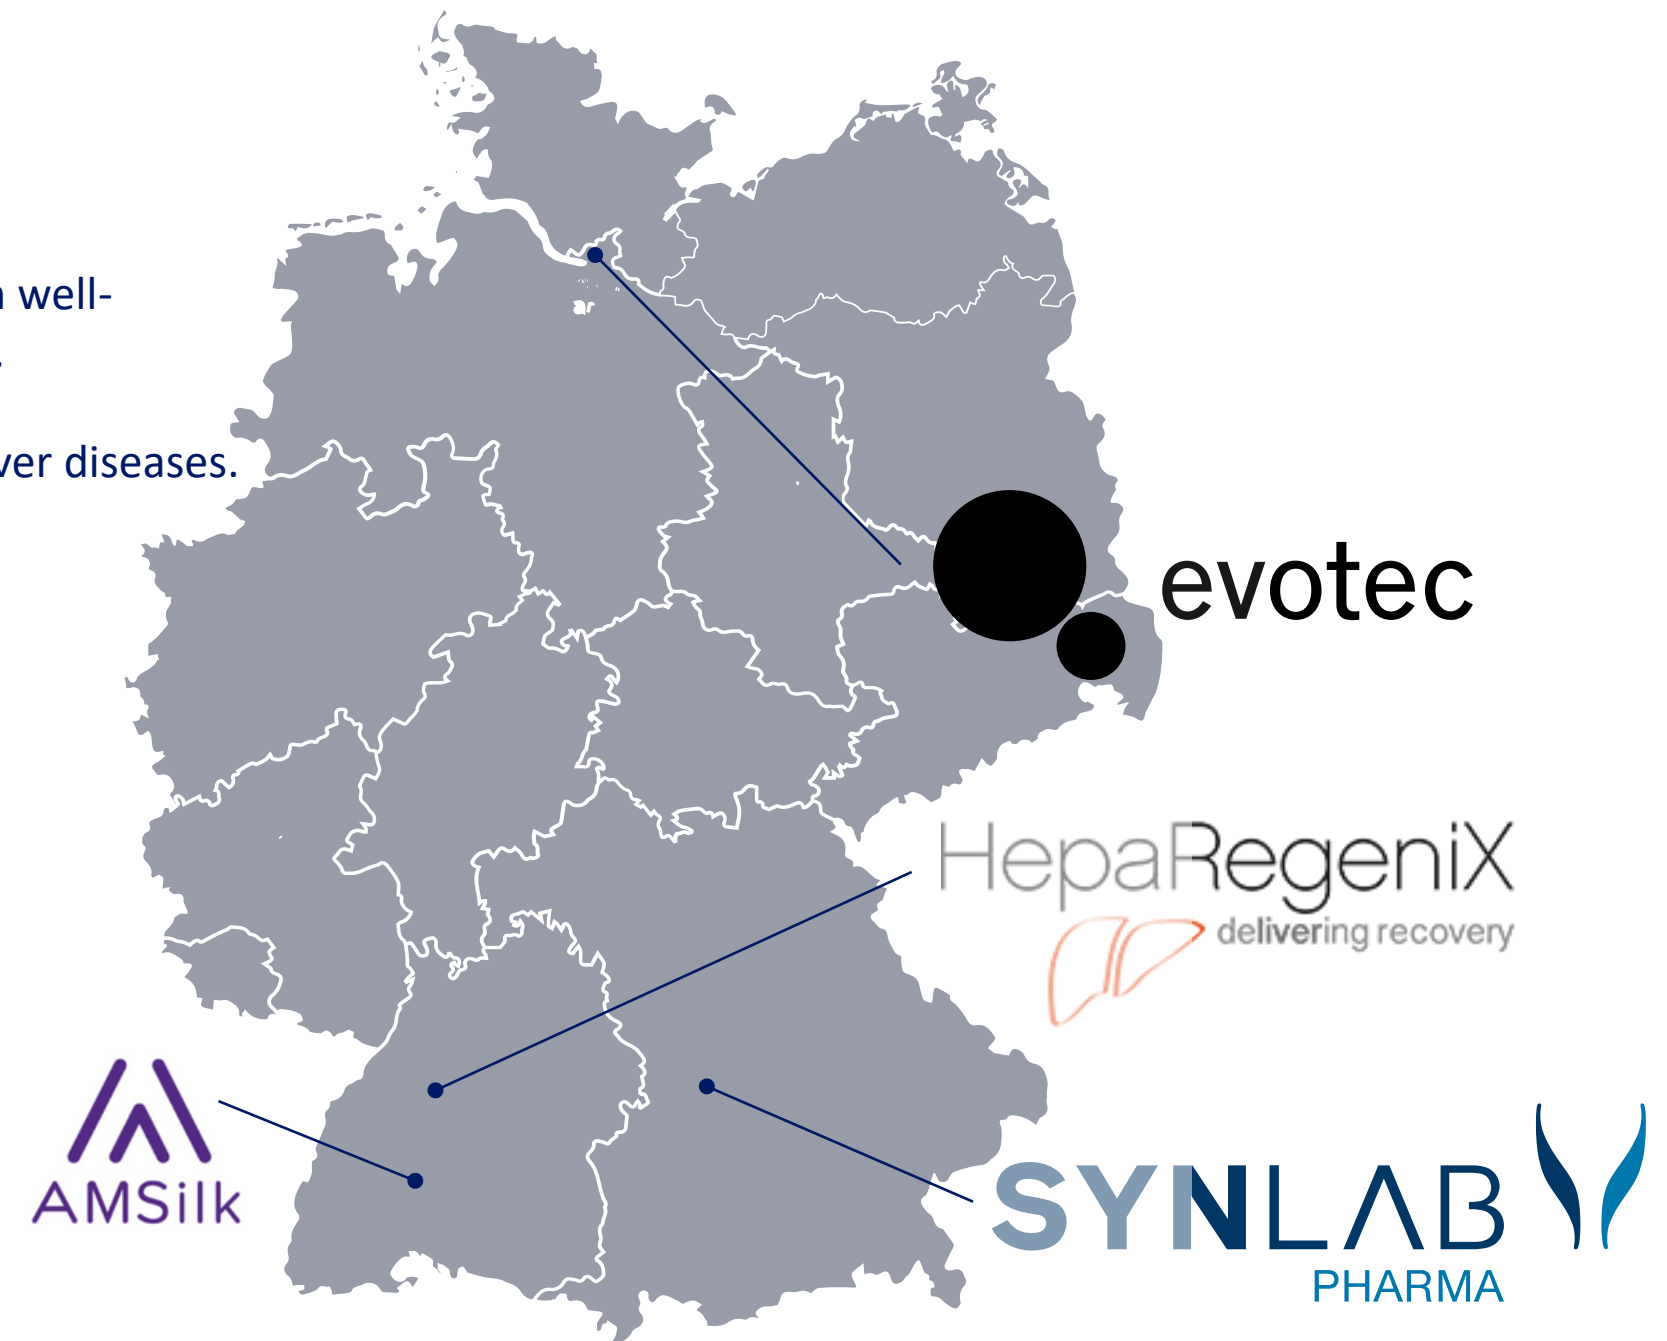 well-
ver diseases.
evotec
HepaRegeniX
delivering recovery
AMSilk
SYNLAB
PHARMA